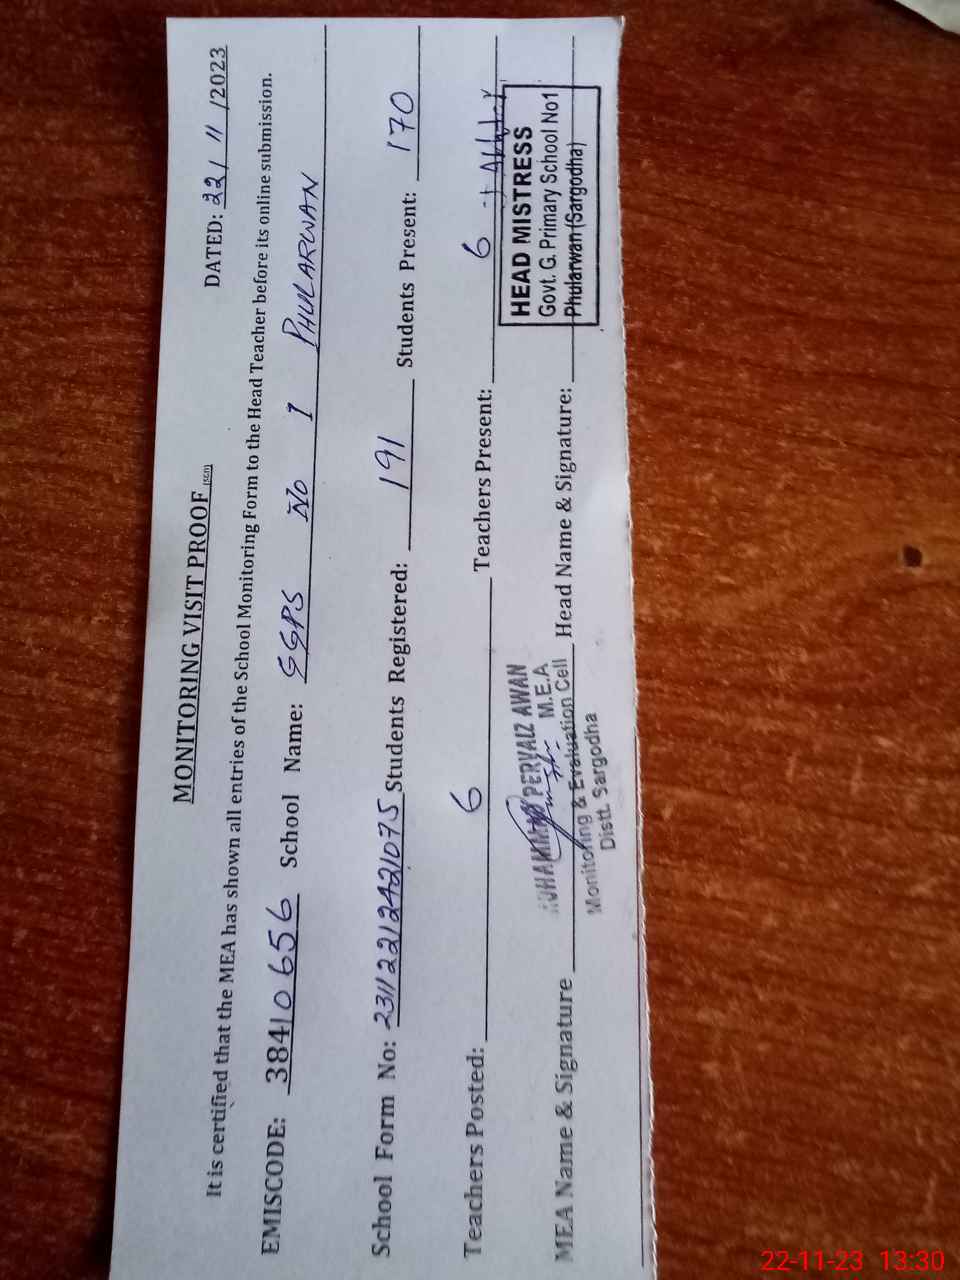 MONITORING VISIT PROOF
DATED: 22/11/2023
It is certified that the MEA has shown all entries of the School Monitoring Form to the Head Teacher before its online submission.
EMISCODE: 38410656 School Name: GGPS No 1 PHULARWAN
School Form No: 23112212421075 Students Registered: 191 Students Present: 170
Teachers Posted: 6 Teachers Present: 6
MUHAMMAD PERVAIZ AWAN
M.E.A
Monitoring & Evaluation Cell
Distt. Sargodha
HEAD MISTRESS
Govt. G. Primary School No1
Phularwan (Sargodha)
MEA Name & Signature Head Name & Signature:
22-11-23 13:30